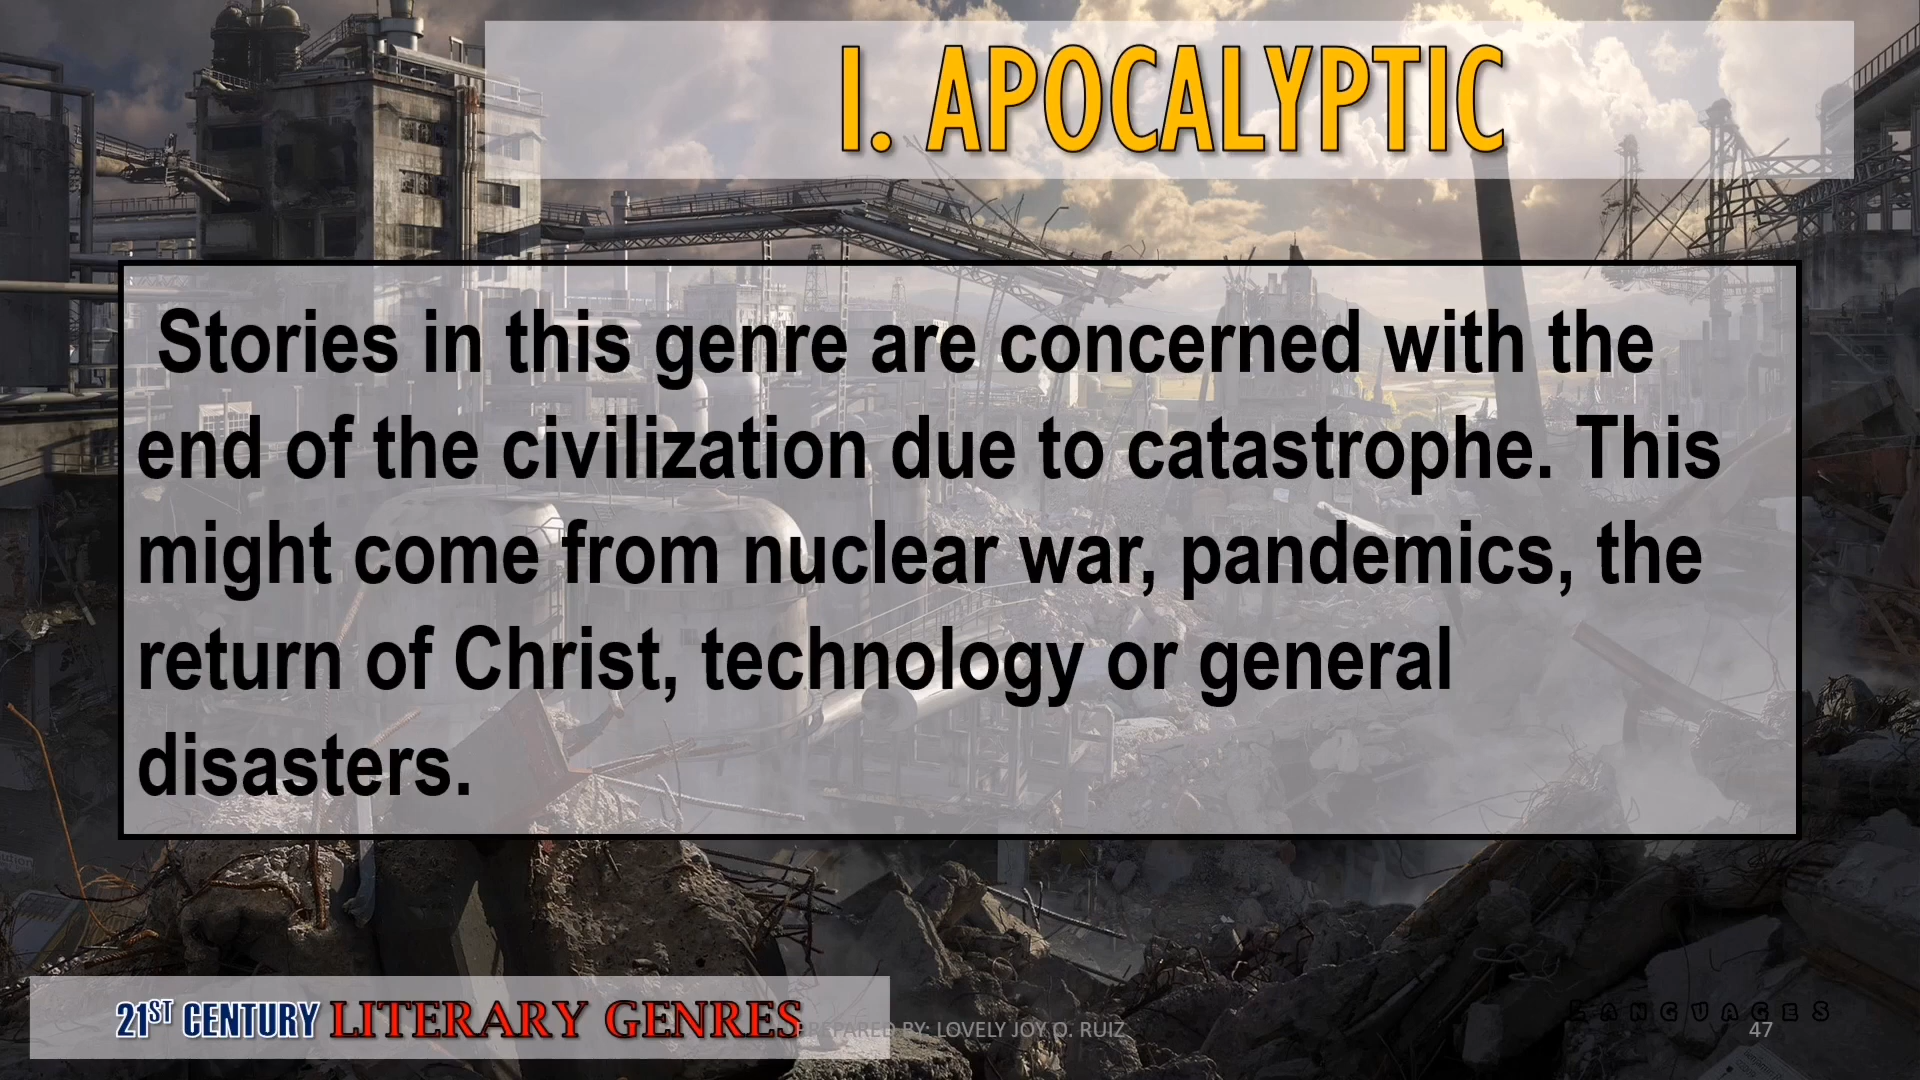 I. APOCALYPTIC
Stories in this genre are concerned with the
end of the civilization due to catastrophe. This
might come from nuclear war, pandemics, the
return of Christ, technology or general
disasters.
21ST CENTURY LITERARY GENRES
PREPARED BY: LOVELY JOY O. RUIZ
LANGUAGES
47